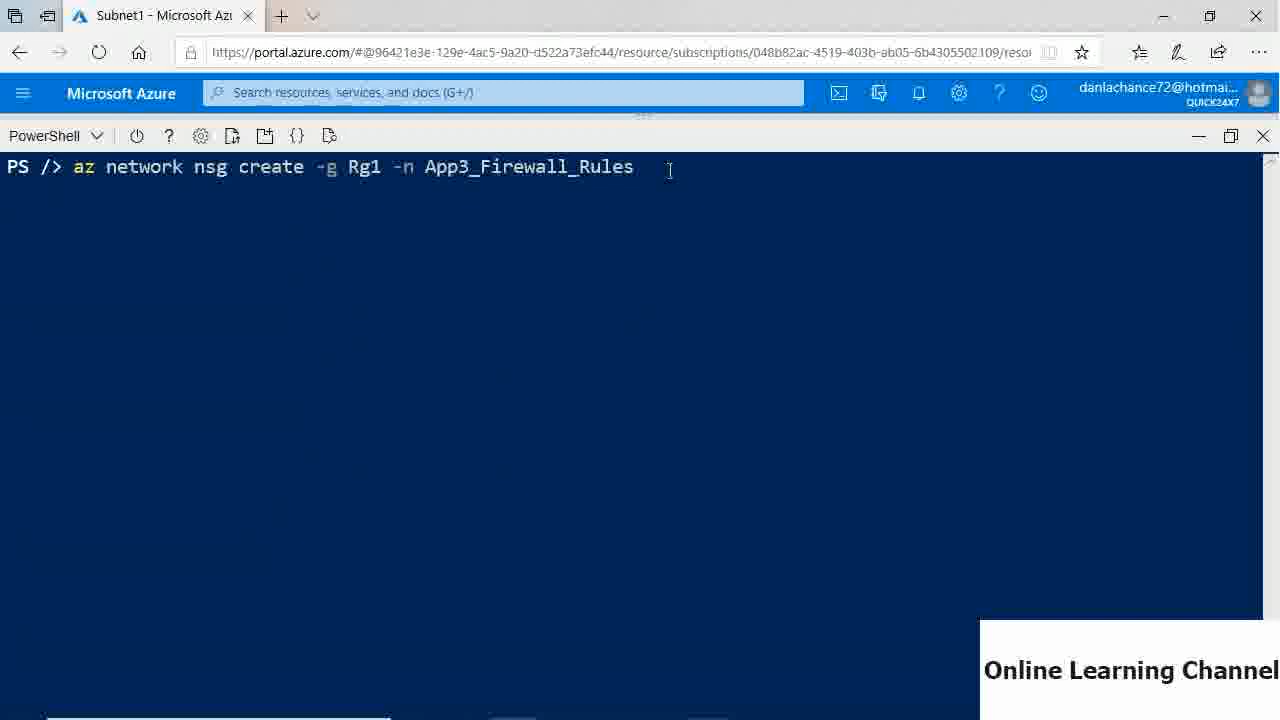 Subnet1 - Microsoft Azu
https://portal.azure.com/#@96421e3e-129e-4ac5-9a20-d522a73efc44/resource/subscriptions/048b82ac-4519-403b-ab05-6b4305502109/resou
Microsoft Azure
Search resources, services, and docs (G+/)
danlachance72@hotmai...
QUICK24X7
PowerShell
PS /> az network nsg create -g Rg1 -n App3_Firewall_Rules
Online Learning Channel